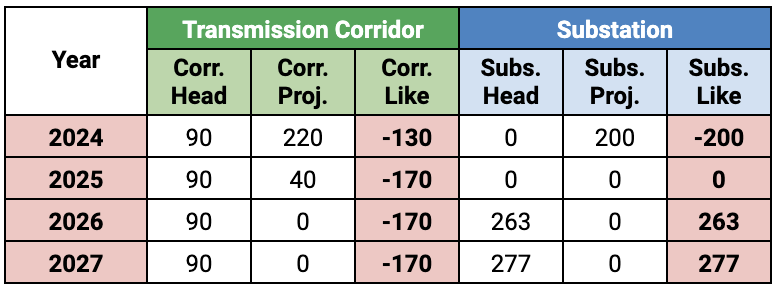 Year Transmission Corridor Substation
Corr. Head Corr. Proj. Corr. Like Subs. Head Subs. Proj. Subs. Like
2024 90 220 -130 0 200 -200
2025 90 40 -170 0 0 0
2026 90 0 -170 263 0 263
2027 90 0 -170 277 0 277